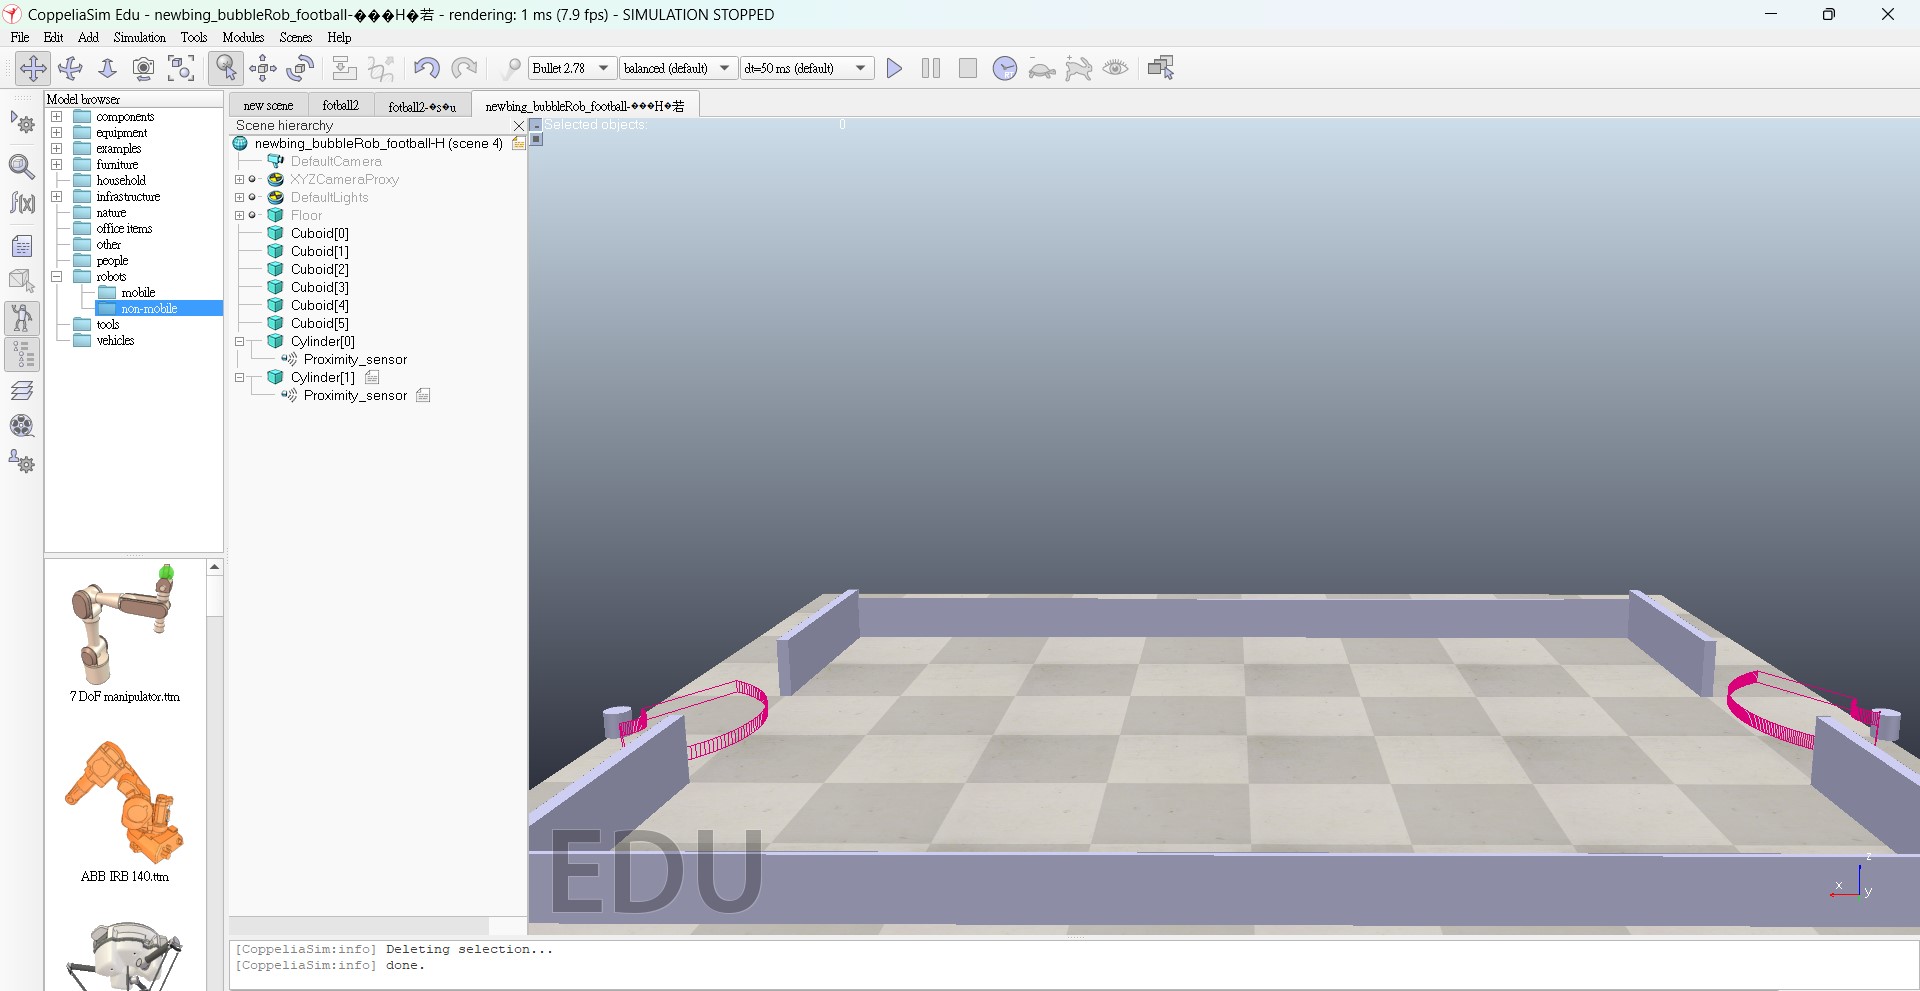 CoppeliaSim Edu - newbing_bubbleRob_football-���H�若 - rendering: 1 ms (7.9 fps) - SIMULATION STOPPED
File Edit Add Simulation Tools Modules Scenes Help
Bullet 2.78 balanced (default) dt=50 ms (default)
RT
Model browser
components
equipment
examples
furniture
household
infrastructure
nature
office items
other
people
robots
mobile
non-mobile
tools
vehicles
7 DoF manipulator.ttm
ABB IRB 140.ttm
f(x)
new scene fotball2 fotball2-�s�u newbing_bubbleRob_football-���H�若
Scene hierarchy
newbing_bubbleRob_football-H (scene 4)
DefaultCamera
XYZCameraProxy
DefaultLights
Floor
Cuboid[0]
Cuboid[1]
Cuboid[2]
Cuboid[3]
Cuboid[4]
Cuboid[5]
Cylinder[0]
Proximity_sensor
Cylinder[1]
Proximity_sensor
Selected objects: 0
EDU
z
x
y
[CoppeliaSim:info] Deleting selection...
[CoppeliaSim:info] done.